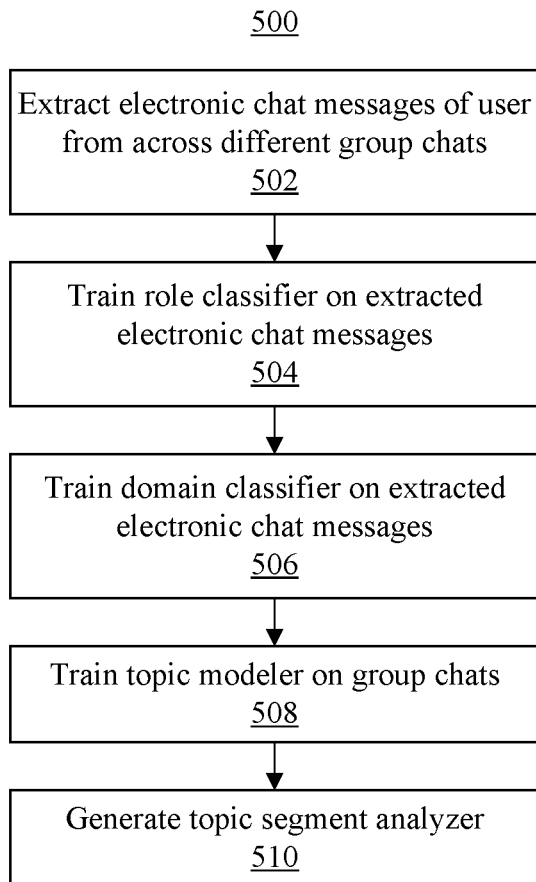 500
Extract electronic chat messages of user
from across different group chats
502
Train role classifier on extracted
electronic chat messages
504
Train domain classifier on extracted
electronic chat messages
506
Train topic modeler on group chats
508
Generate topic segment analyzer
510